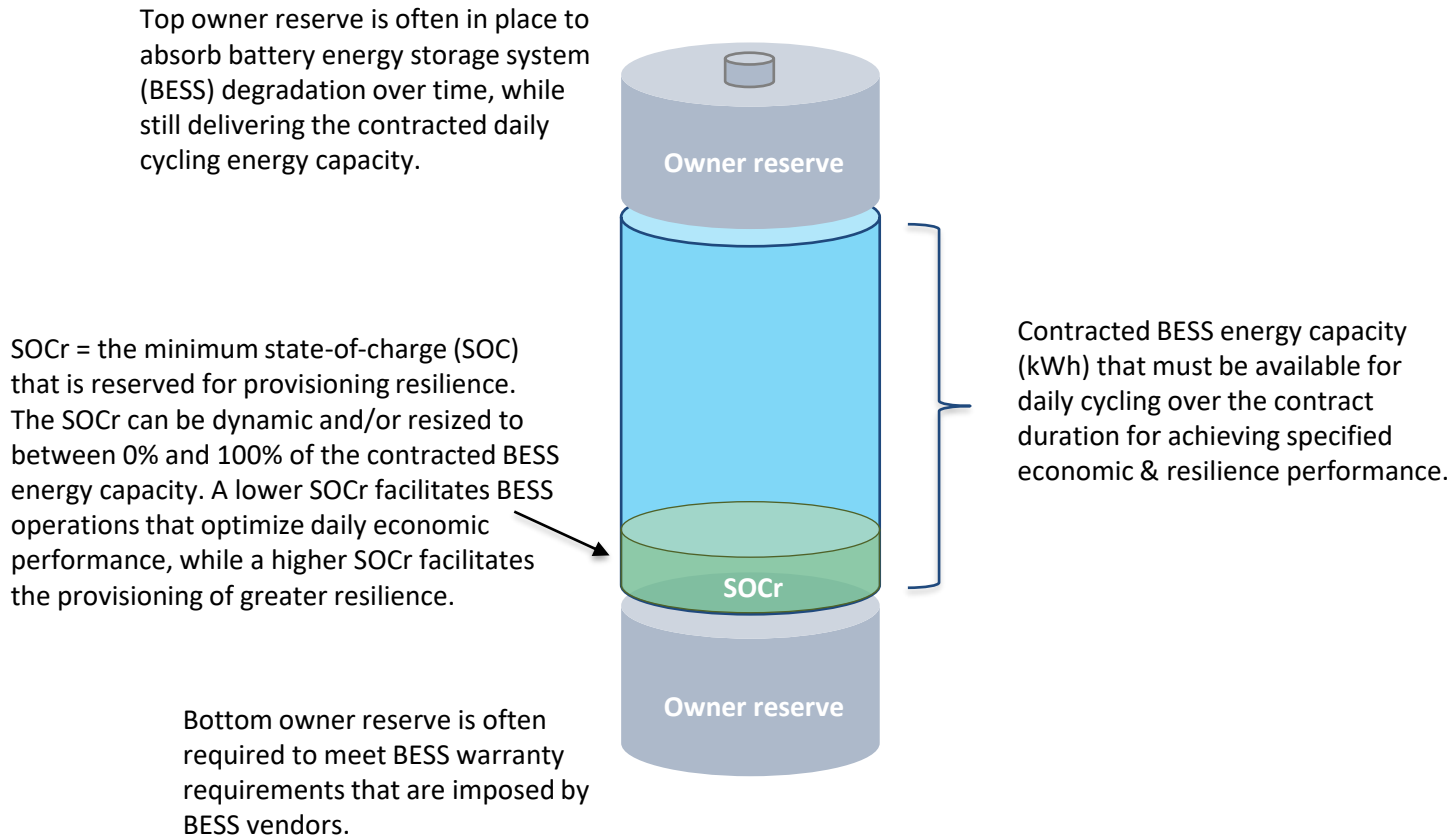 Top owner reserve is often in place to
absorb battery energy storage system
(BESS) degradation over time, while
still delivering the contracted daily
cycling energy capacity.
Owner reserve
SOCr = the minimum state-of-charge (SOC)
that is reserved for provisioning resilience.
The SOCr can be dynamic and/or resized to
between 0% and 100% of the contracted BESS
energy capacity. A lower SOCr facilitates BESS
operations that optimize daily economic
performance, while a higher SOCr facilitates
the provisioning of greater resilience.
Contracted BESS energy capacity
(kWh) that must be available for
daily cycling over the contract
duration for achieving specified
economic & resilience performance.
SOCr
Owner reserve
Bottom owner reserve is often
required to meet BESS warranty
requirements that are imposed by
BESS vendors.